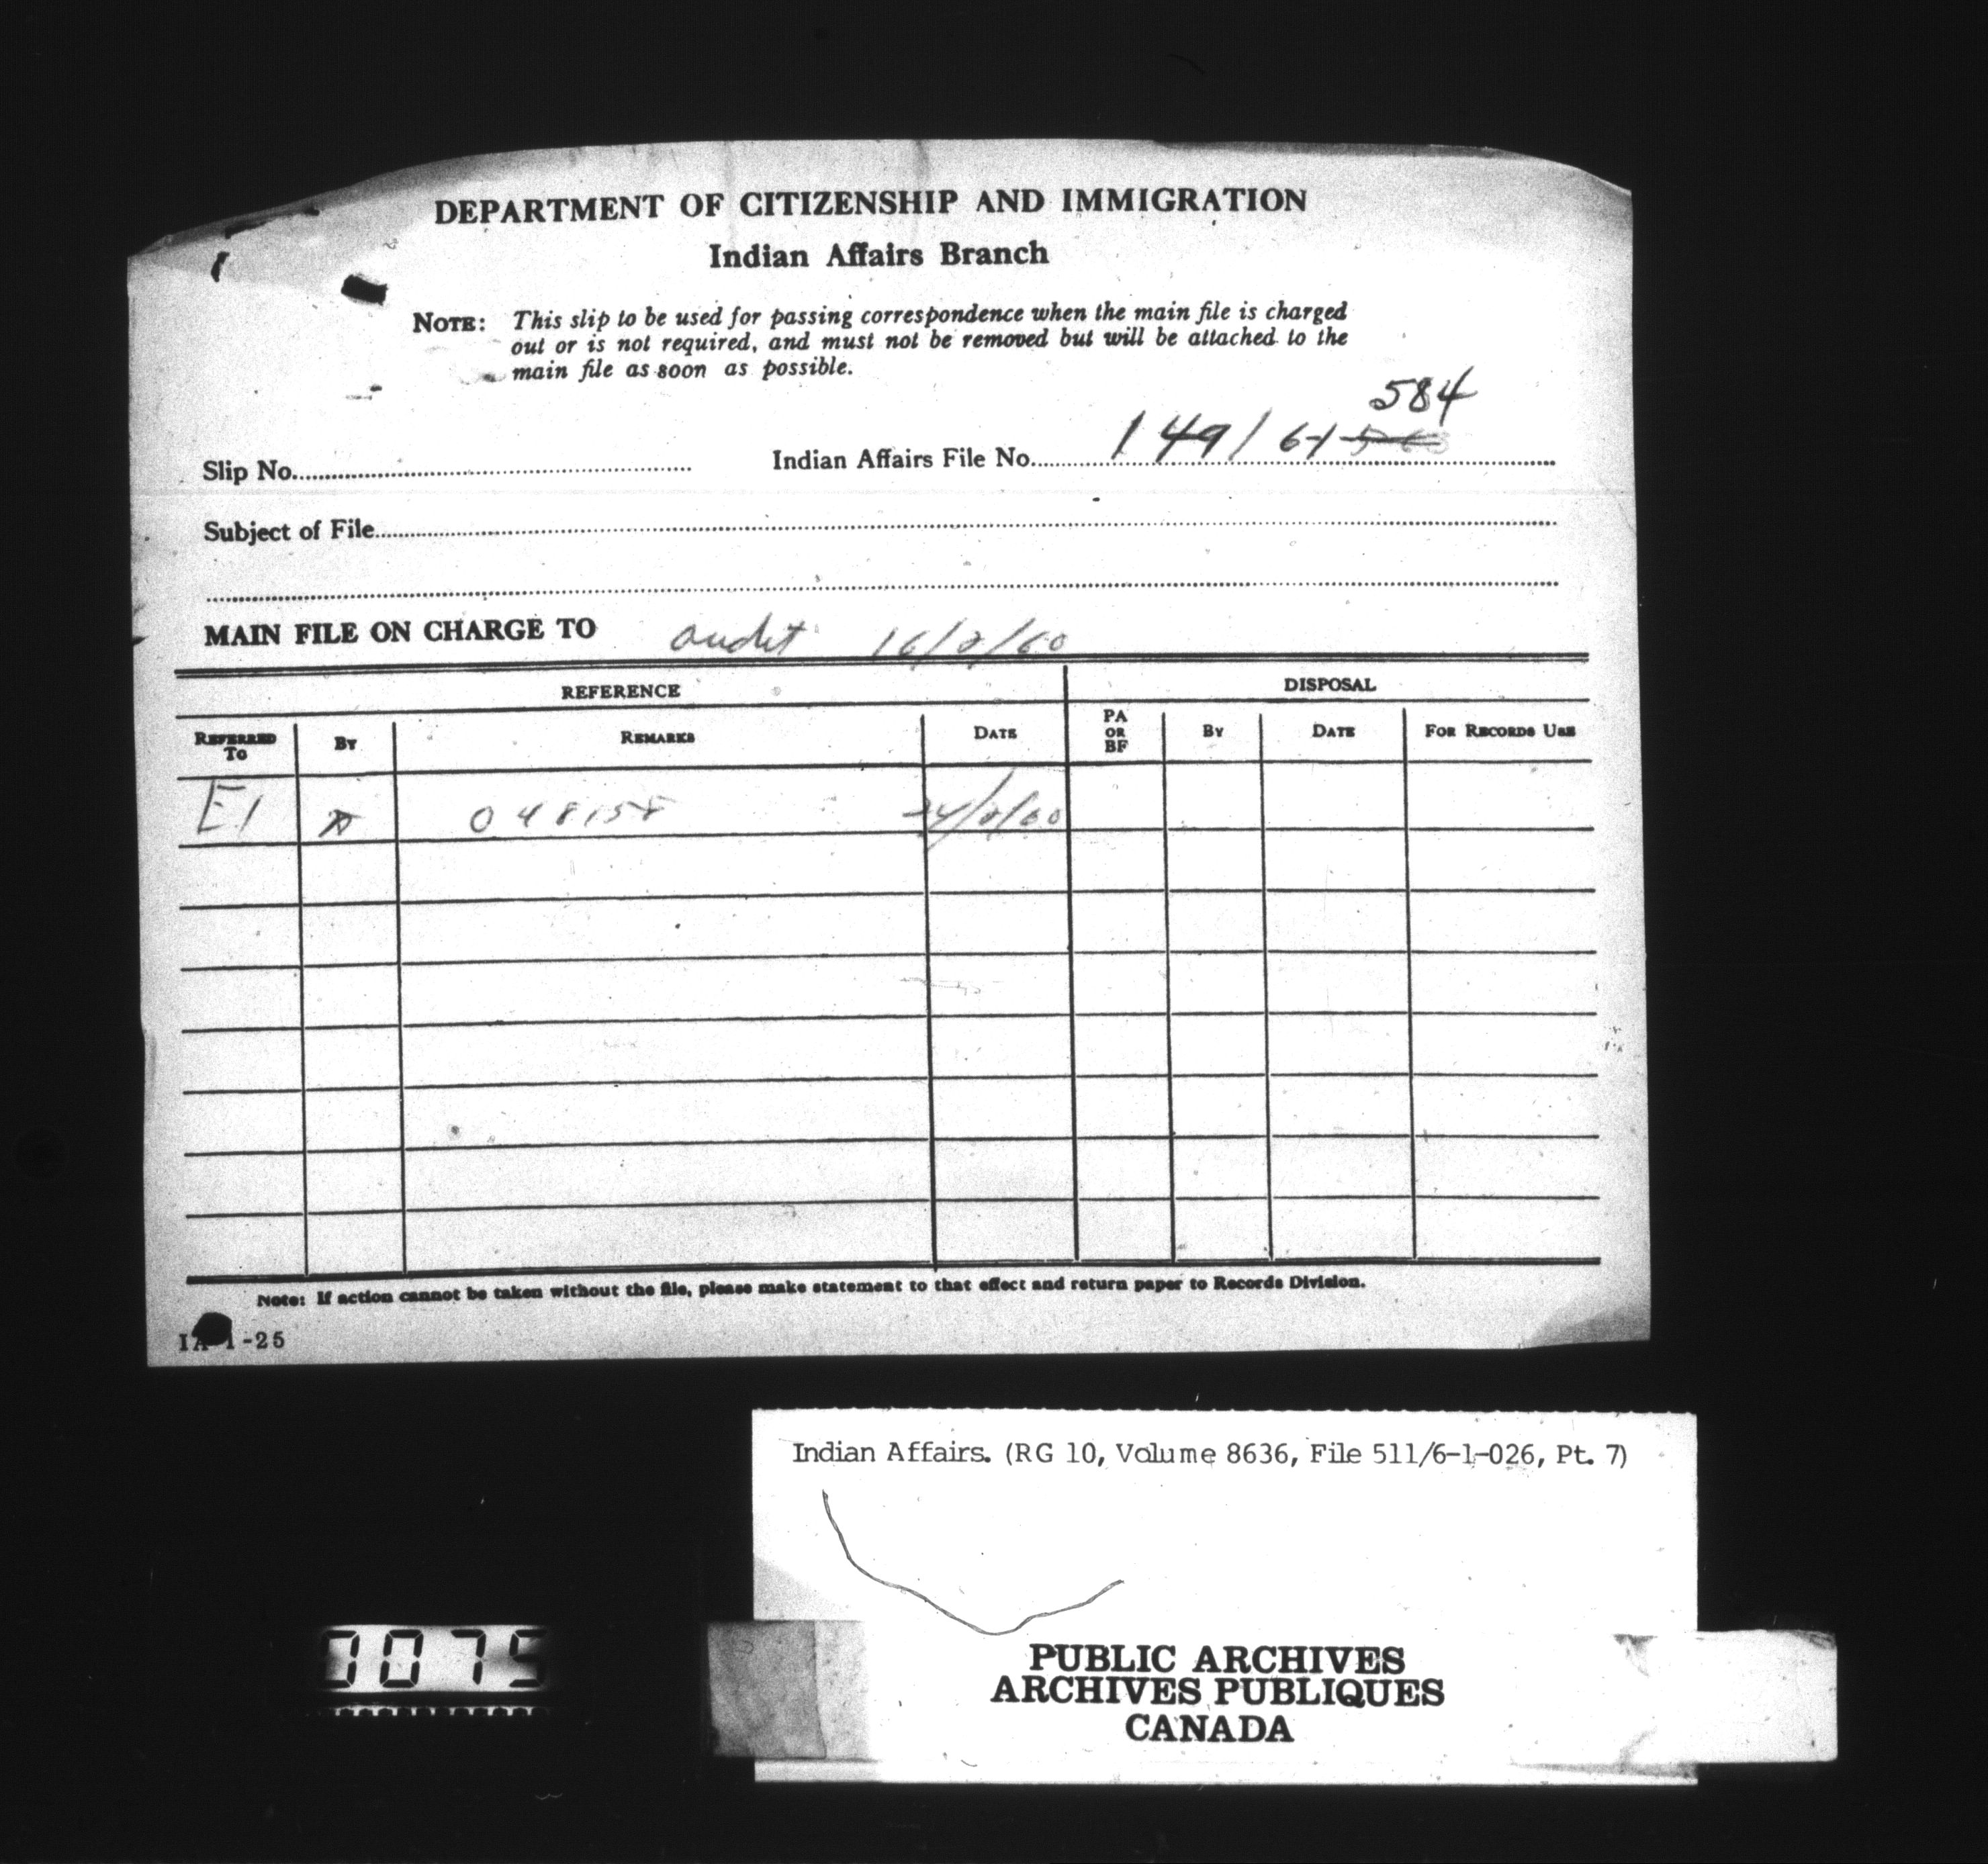 DEPARTMENT OF CITIZENSHIP AND IMMIGRATION
Indian Affairs Branch
NOTE: This slip to be used for passing correspondence when the main file is charged
out or is not required, and must not be removed but will be attached to the
main file as soon as possible.
584
Slip No. Indian Affairs File No. 149/6-1
Subject of File
MAIN FILE ON CHARGE TO audit 16/2/60
REFERENCE DISPOSAL
REFERRED TO BY REMARKS DATE PA OR BF BY DATE FOR RECORDS USE
E1 048158 24/2/60
Note: If action cannot be taken without the file, please make statement to that effect and return paper to Records Division.
IA 1-25
Indian Affairs. (RG 10, Volume 8636, File 511/6-1-026, Pt. 7)
PUBLIC ARCHIVES
ARCHIVES PUBLIQUES
CANADA